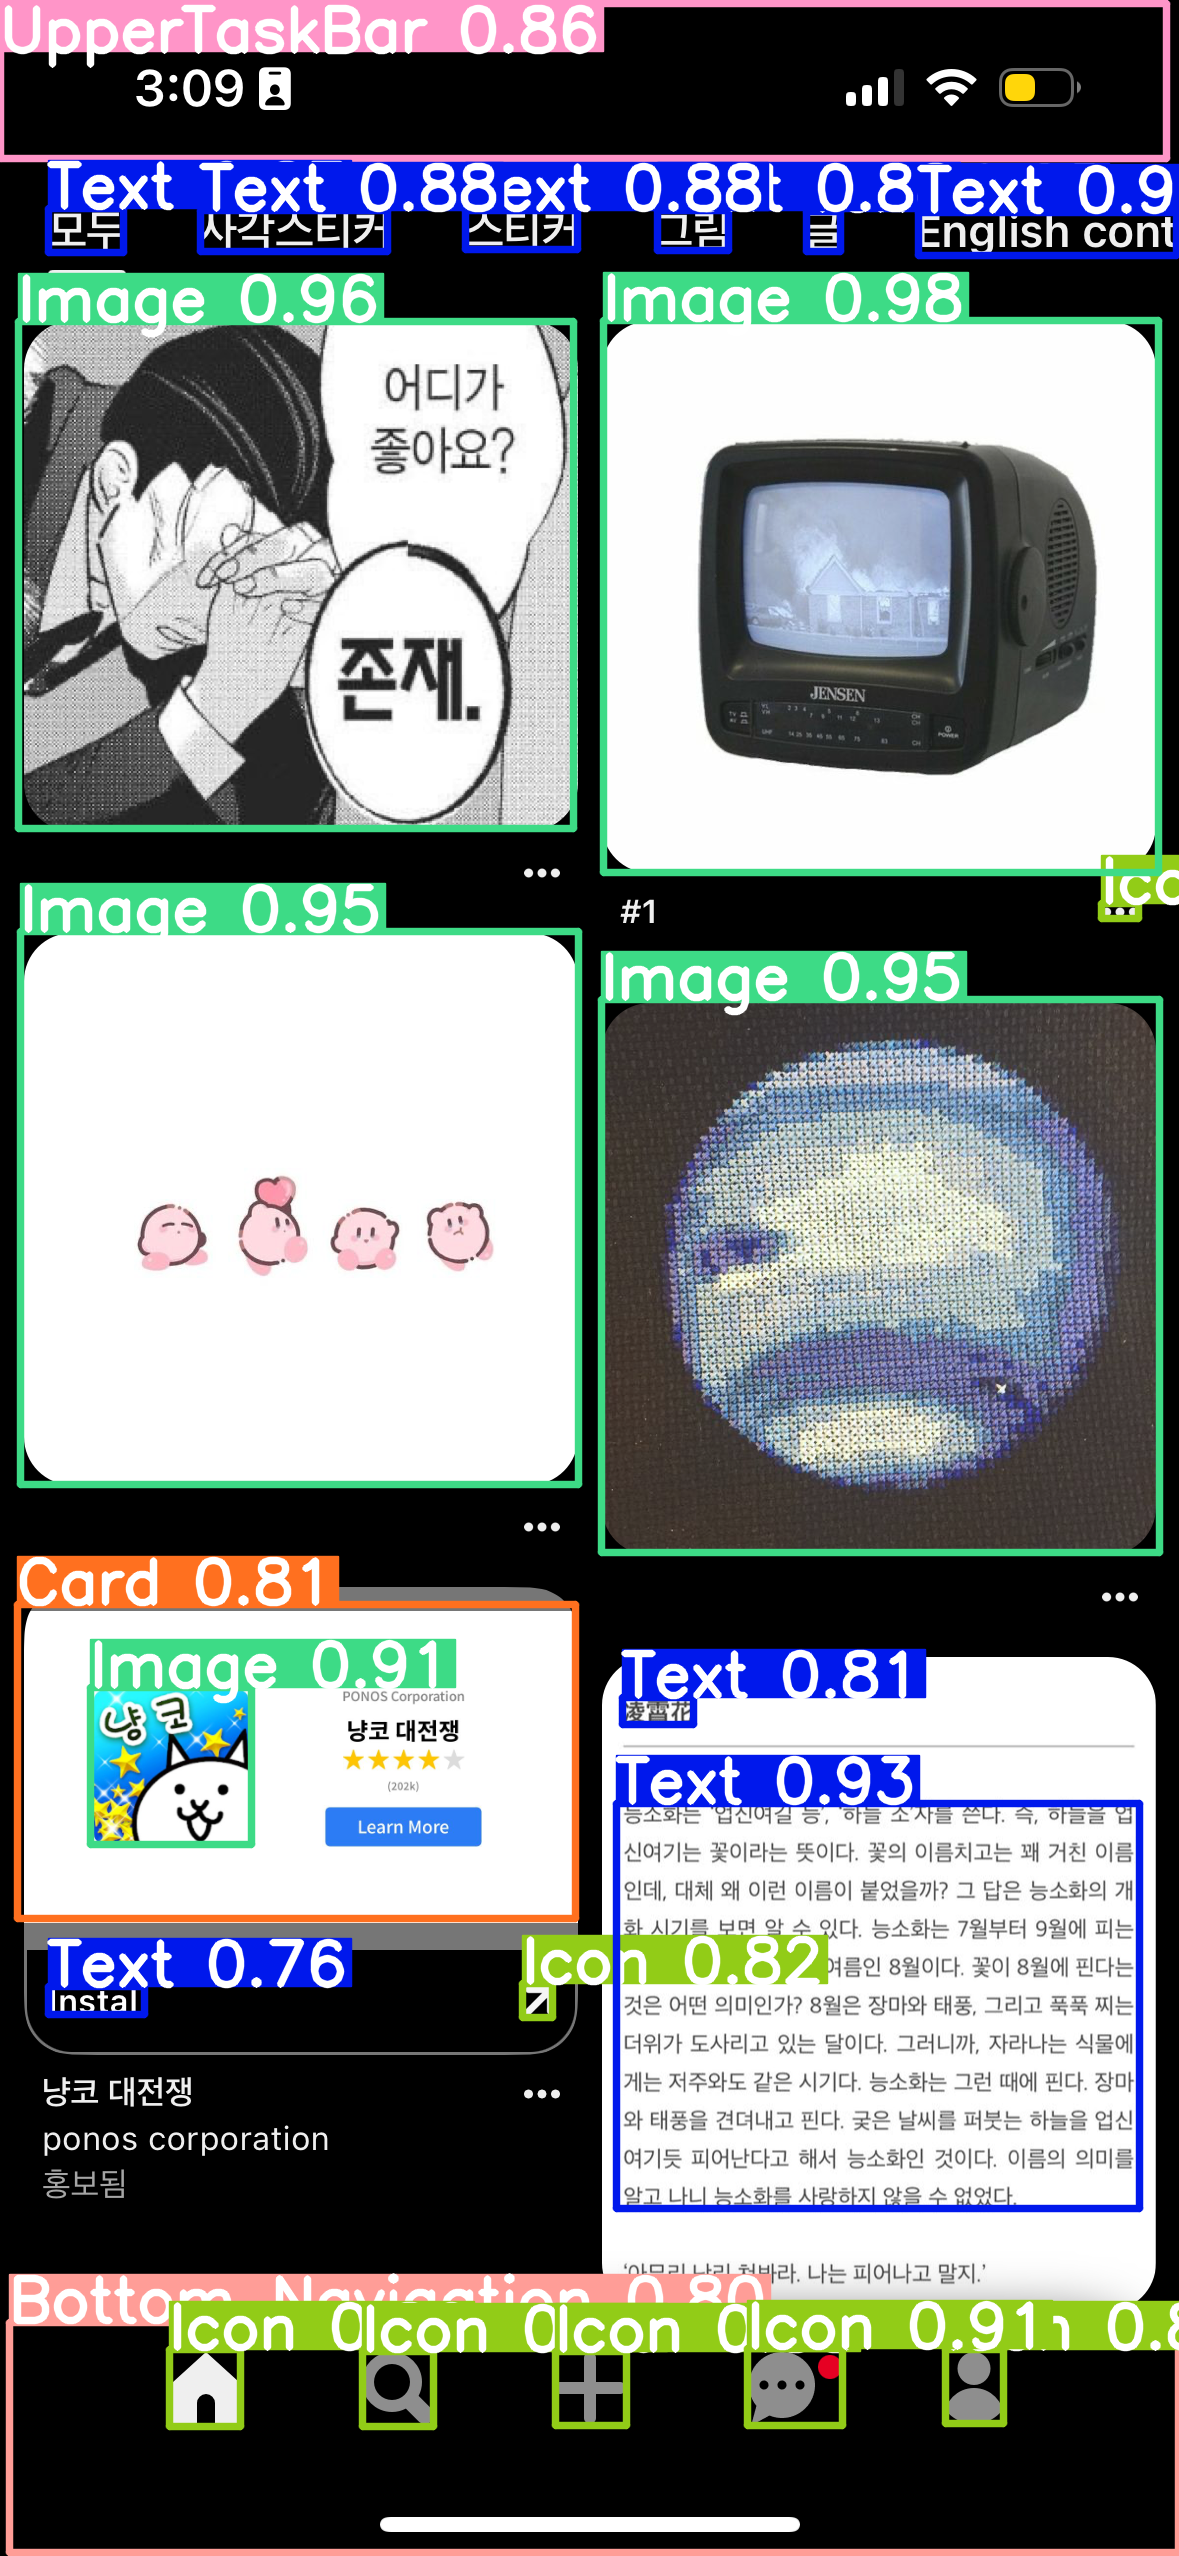 UpperTaskBar 0.86
3:09
Text
Text 0.88
ext 0.88
t 0.8
Text 0.9
모두
사각스티커
스티커
그림
글
English cont
Image 0.96
Image 0.98
어디가
좋아요?
존재.
JENSEN
#1
Ico
Image 0.95
Image 0.95
Card 0.81
Image 0.91
냥코
PONOS Corporation
냥코 대전쟁
(202k)
Learn More
Text 0.76
Instal
Icon 0.82
냥코 대전쟁
ponos corporation
홍보됨
Text 0.81
凌霄花
Text 0.93
능소화는 '업신여길 능', '하늘 소'자를 쓴다. 즉, 하늘을 업
신여기는 꽃이라는 뜻이다. 꽃의 이름치고는 꽤 거친 이름
인데, 대체 왜 이런 이름이 붙었을까? 그 답은 능소화의 개
화 시기를 보면 알 수 있다. 능소화는 7월부터 9월에 피는
여름인 8월이다. 꽃이 8월에 핀다는
것은 어떤 의미인가? 8월은 장마와 태풍, 그리고 푹푹 찌는
더위가 도사리고 있는 달이다. 그러니까, 자라나는 식물에
게는 저주와도 같은 시기다. 능소화는 그런 때에 핀다. 장마
와 태풍을 견뎌내고 핀다. 궂은 날씨를 퍼붓는 하늘을 업신
여기듯 피어난다고 해서 능소화인 것이다. 이름의 의미를
알고 나니 능소화를 사랑하지 않을 수 없었다.
'아무리 난리 쳐봐라. 나는 피어나고 말지.'
Bottom Navigation 0.80
Icon 0
Icon 0
Icon 0
Icon 0.91
0.8